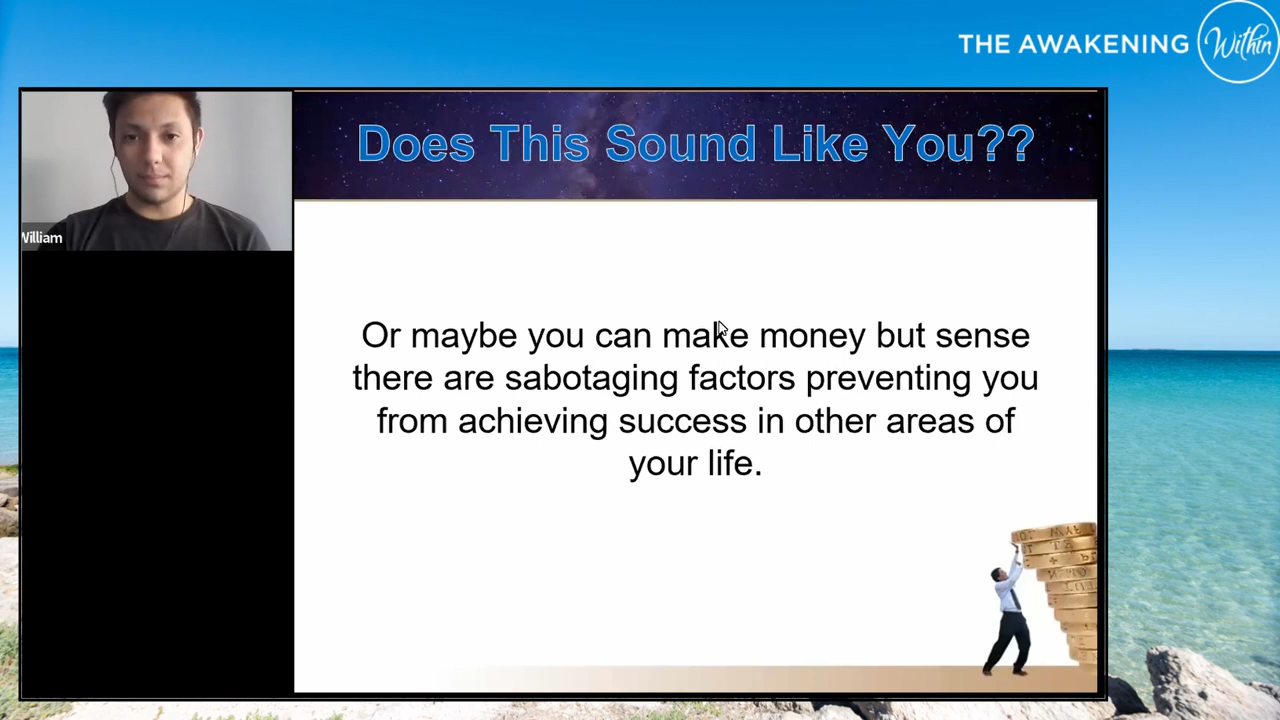 THE AWAKENING Within
Does This Sound Like You??
William
Or maybe you can make money but sense
there are sabotaging factors preventing you
from achieving success in other areas of
your life.